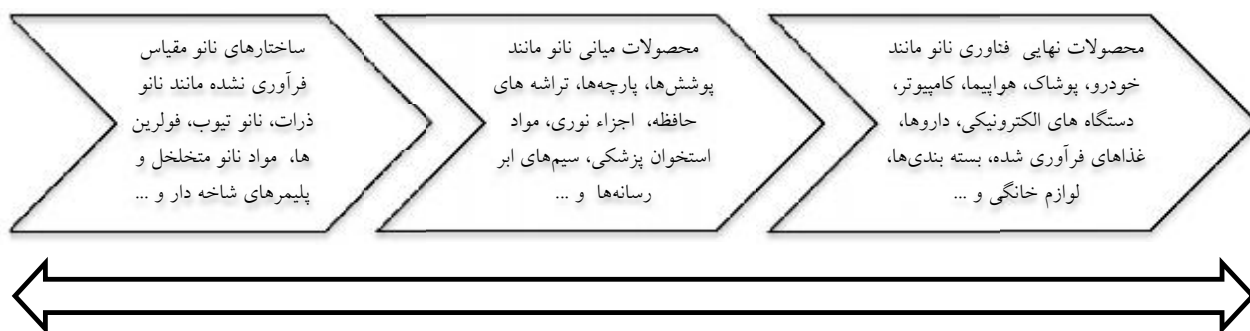 ساختارهای نانو مقیاس
فرآوری نشده مانند نانو
ذرات، نانو تیوب، فولرین
ها، مواد نانو متخلخل و
پلیمرهای شاخه دار و ...
محصولات میانی نانو مانند
پوشش‌ها، پارچه‌ها، تراشه های
حافظه، اجزاء نوری، مواد
استخوان پزشکی، سیم‌های ابر
رسانه‌ها و ...
محصولات نهایی فناوری نانو مانند
خودرو، پوشاک، هواپیما، کامپیوتر،
دستگاه های الکترونیکی، داروها،
غذاهای فرآوری شده، بسته بندی‌ها،
لوازم خانگی و ...